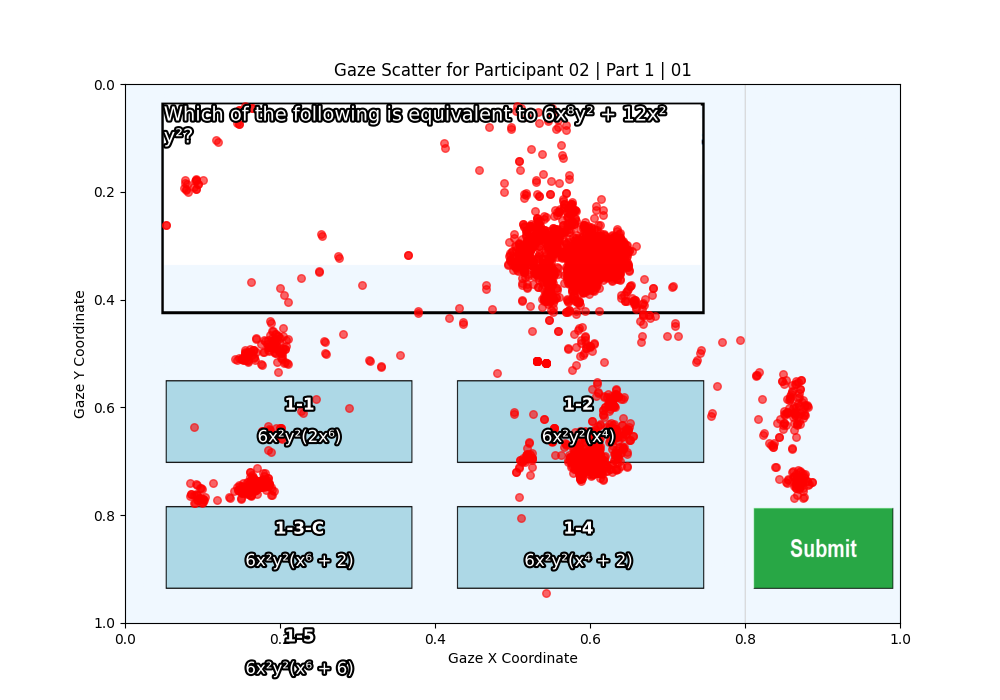 Gaze Scatter for Participant 02 | Part 1 | 01
Gaze Y Coordinate
0.0
0.2
0.4
0.6
0.8
1.0
Which of the following is equivalent to 6x⁸y² + 12x²
y²?
1-1
6x²y²(2x⁶)
1-2
6x²y²(x⁴)
1-3-C
6x²y²(x⁶ + 2)
1-4
6x²y²(x⁴ + 2)
Submit
0.0 0.2 0.4 0.6 0.8 1.0
1-5
Gaze X Coordinate
6x²y²(x⁶ + 6)